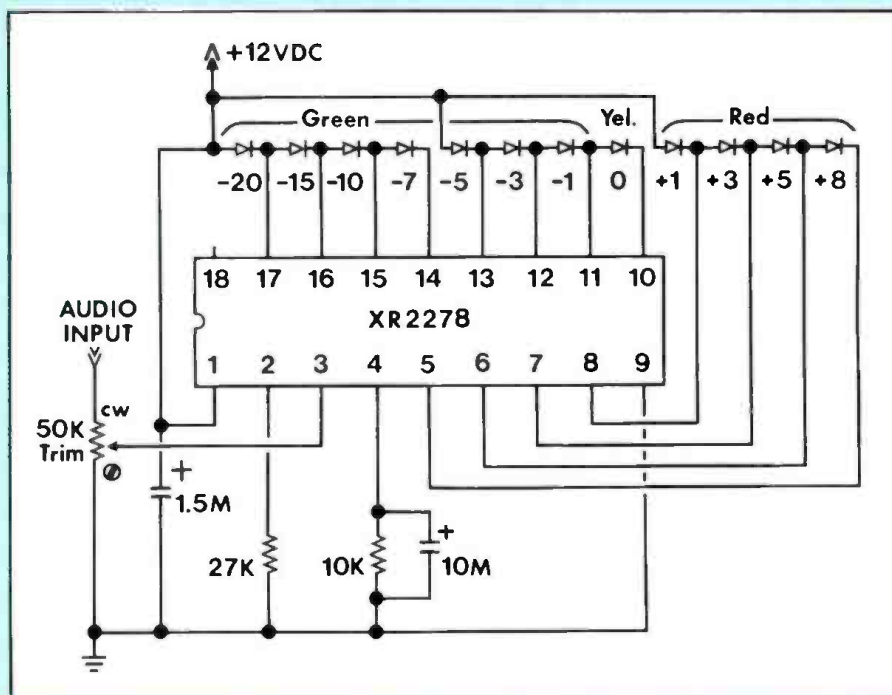 +12VDC
Green Yel. Red
-20 -15 -10 -7 -5 -3 -1 0 +1 +3 +5 +8
18 17 16 15 14 13 12 11 10
XR2278
1 2 3 4 5 6 7 8 9
AUDIO
INPUT
cw
50K
Trim
+
1.5M
27K
10K
+
10M